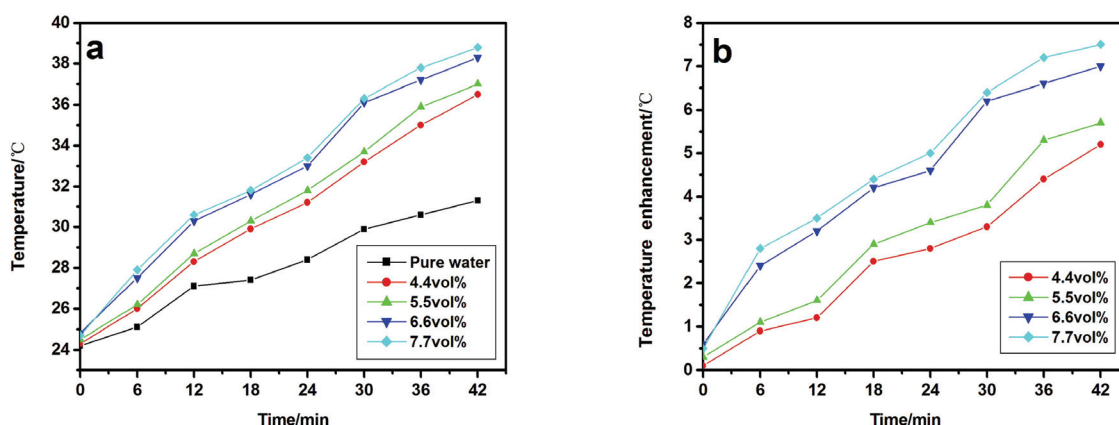 a
40
38
36
34
32
30
28
26
24
Temperature/℃
0 6 12 18 24 30 36 42
Time/min
Pure water
4.4vol%
5.5vol%
6.6vol%
7.7vol%
b
8
7
6
5
4
3
2
1
0
Temperature enhancement/℃
0 6 12 18 24 30 36 42
Time/min
4.4vol%
5.5vol%
6.6vol%
7.7vol%